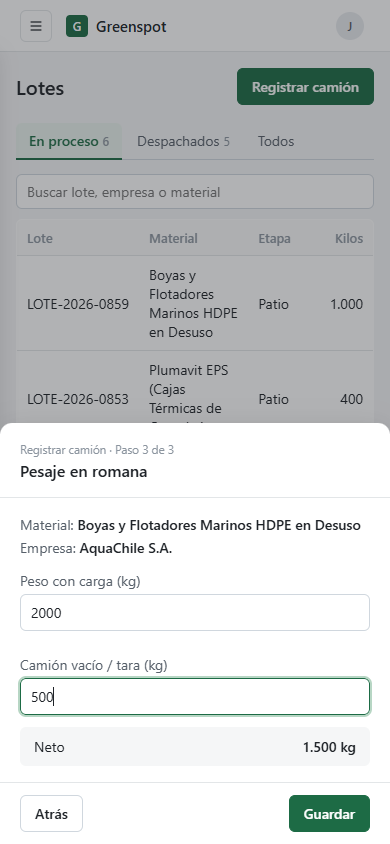 G Greenspot J
Lotes Registrar camión
En proceso 6 Despachados 5 Todos
Buscar lote, empresa o material
Lote Material Etapa Kilos
LOTE-2026-0859 Boyas y Flotadores Marinos HDPE en Desuso Patio 1.000
LOTE-2026-0853 Plumavit EPS (Cajas Térmicas de Patio 400
Registrar camión · Paso 3 de 3
Pesaje en romana
Material: Boyas y Flotadores Marinos HDPE en Desuso
Empresa: AquaChile S.A.
Peso con carga (kg)
2000
Camión vacío / tara (kg)
500
Neto 1.500 kg
Atrás Guardar